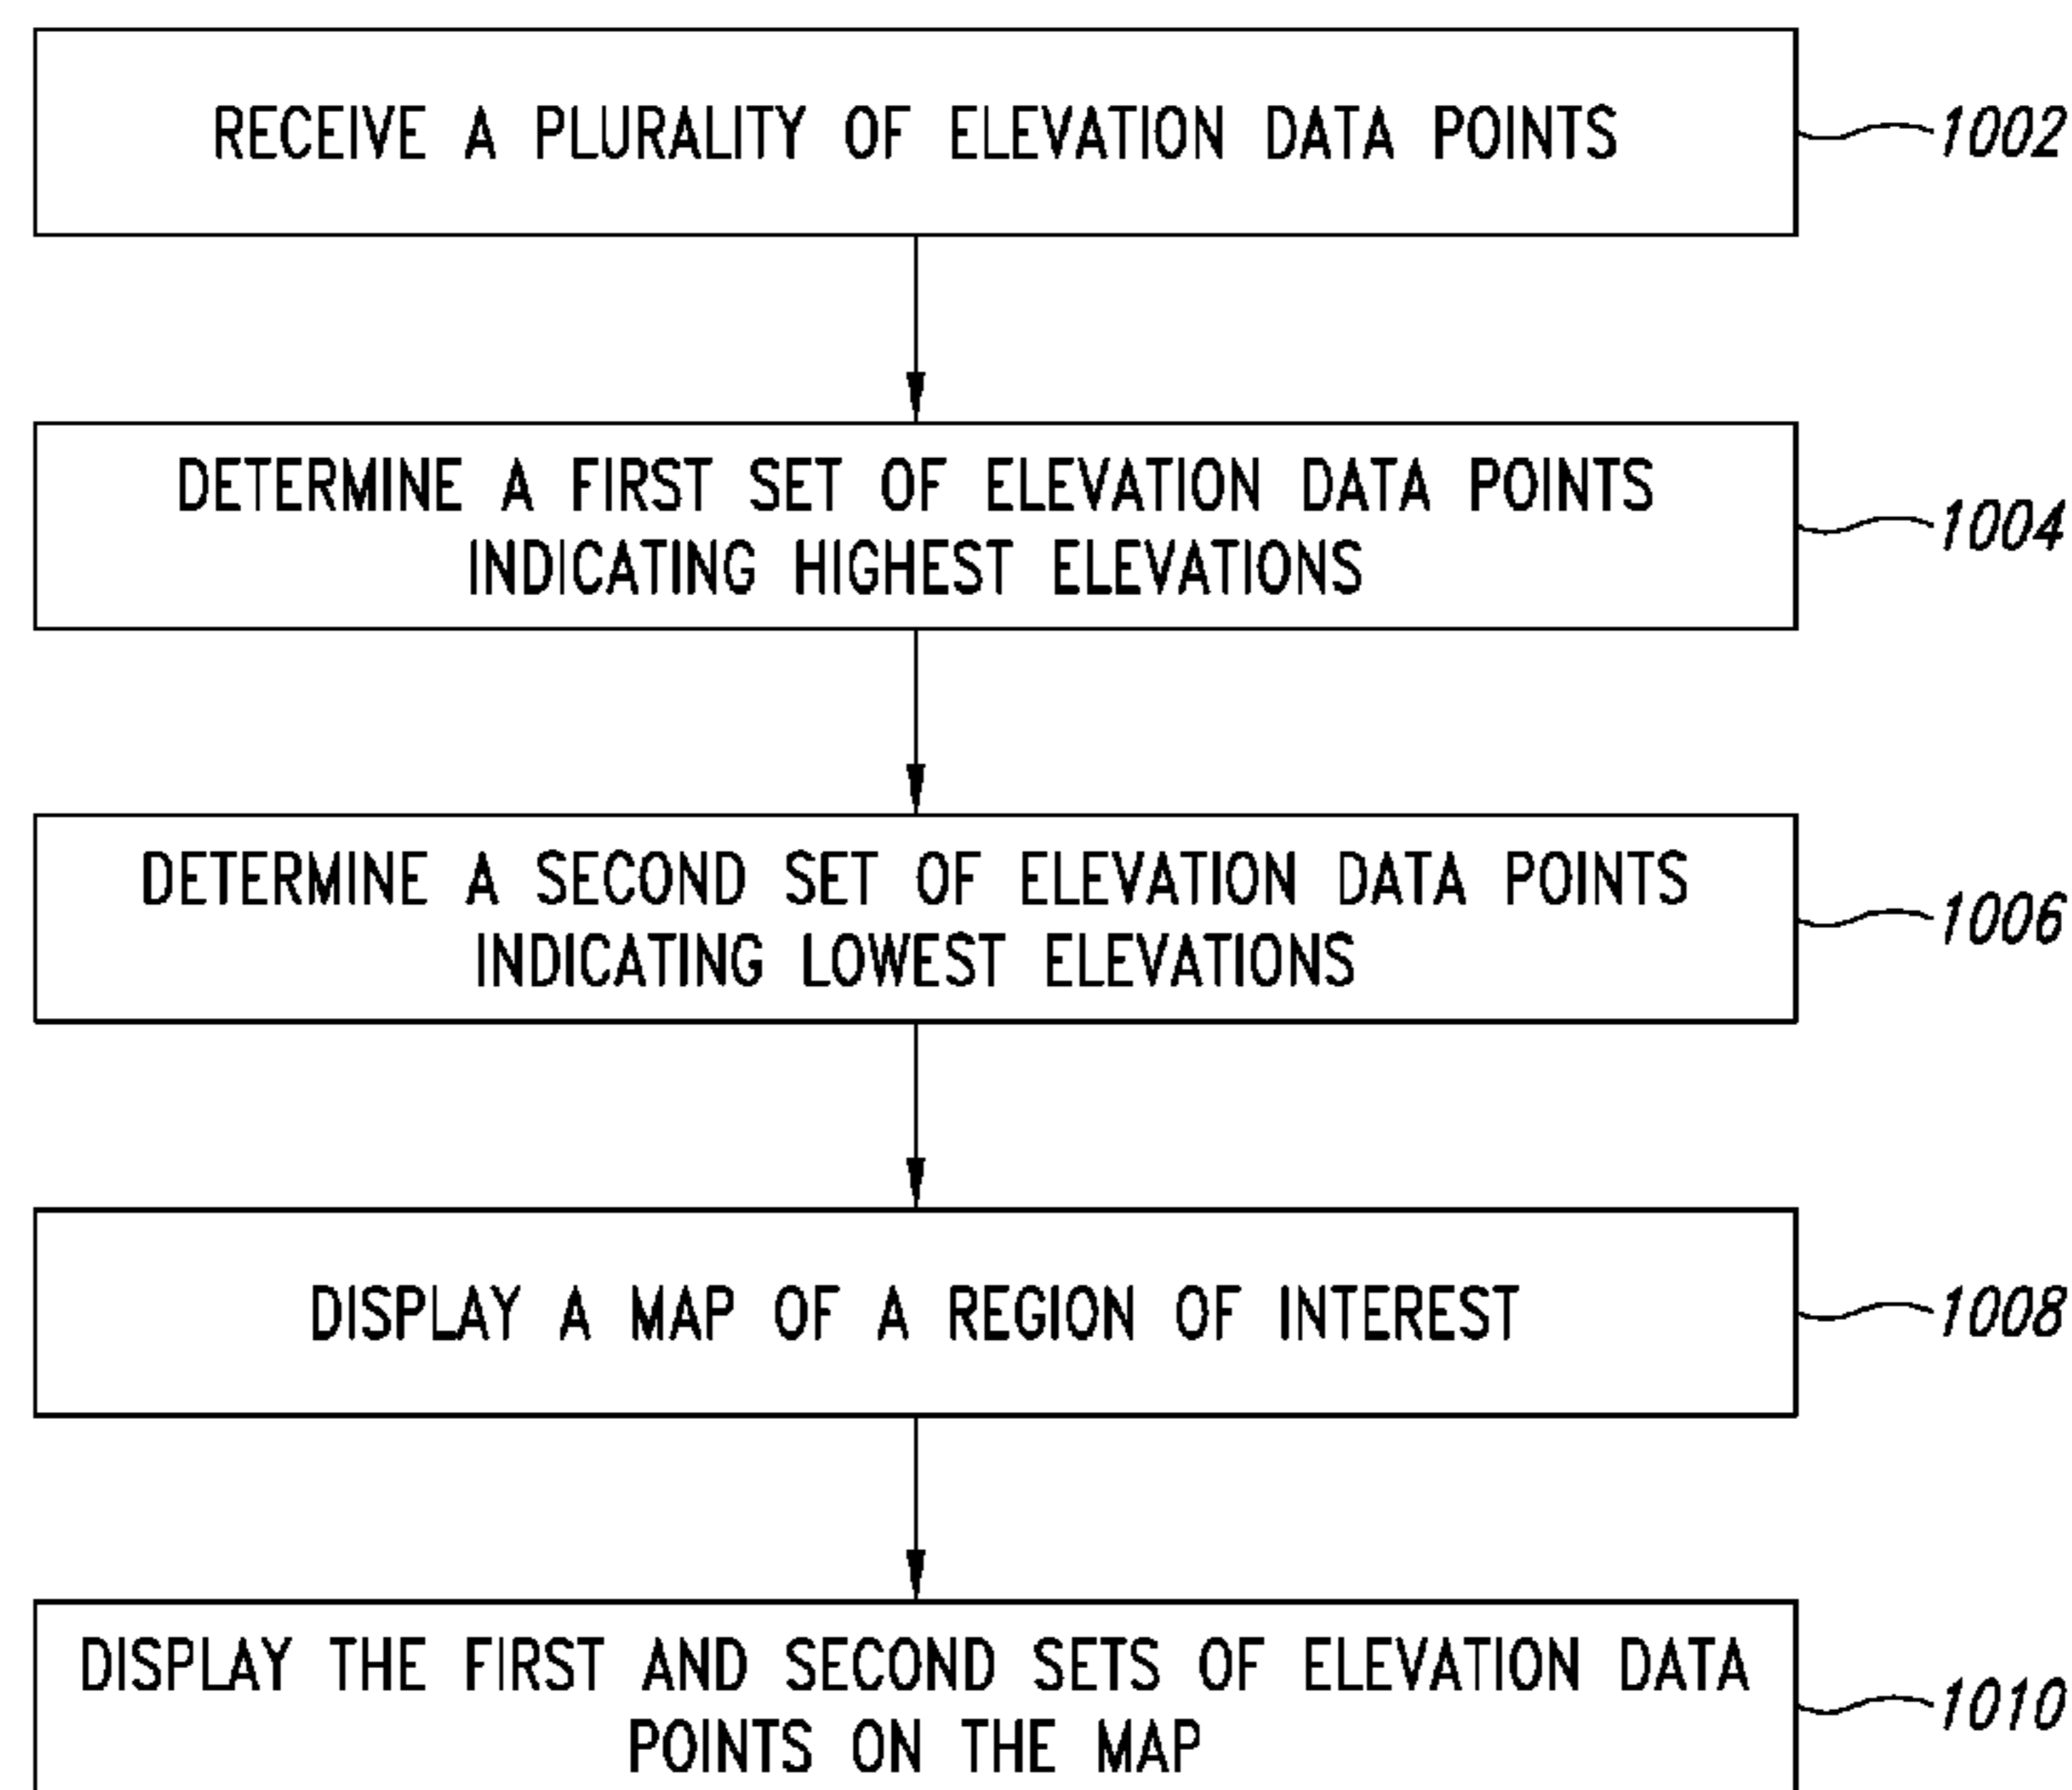 RECEIVE A PLURALITY OF ELEVATION DATA POINTS
1002
DETERMINE A FIRST SET OF ELEVATION DATA POINTS
INDICATING HIGHEST ELEVATIONS
1004
DETERMINE A SECOND SET OF ELEVATION DATA POINTS
INDICATING LOWEST ELEVATIONS
1006
DISPLAY A MAP OF A REGION OF INTEREST
1008
DISPLAY THE FIRST AND SECOND SETS OF ELEVATION DATA
POINTS ON THE MAP
1010